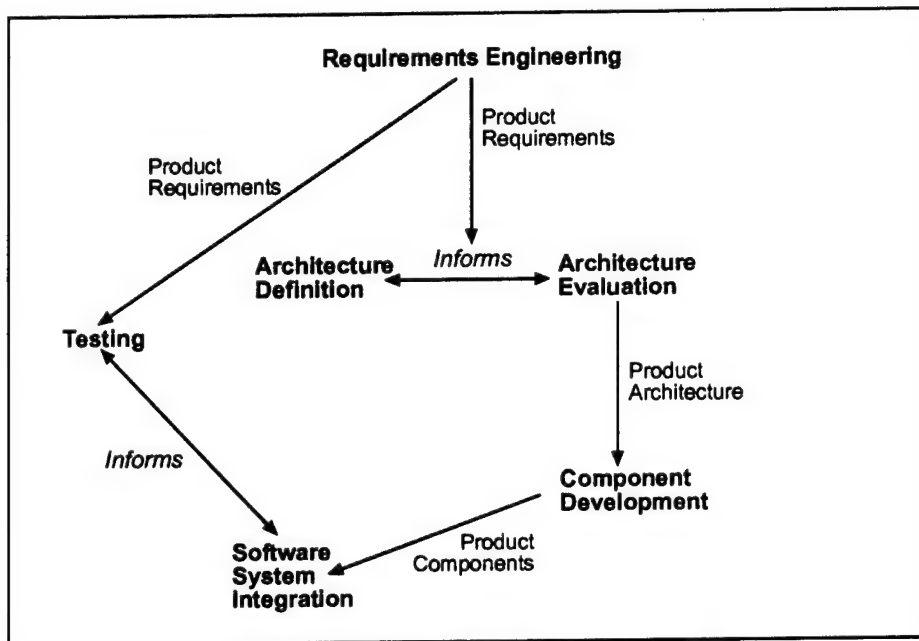 Requirements Engineering
Product
Requirements
Product
Requirements
Architecture
Definition
Informs
Architecture
Evaluation
Testing
Product
Architecture
Informs
Component
Development
Product
Components
Software
System
Integration